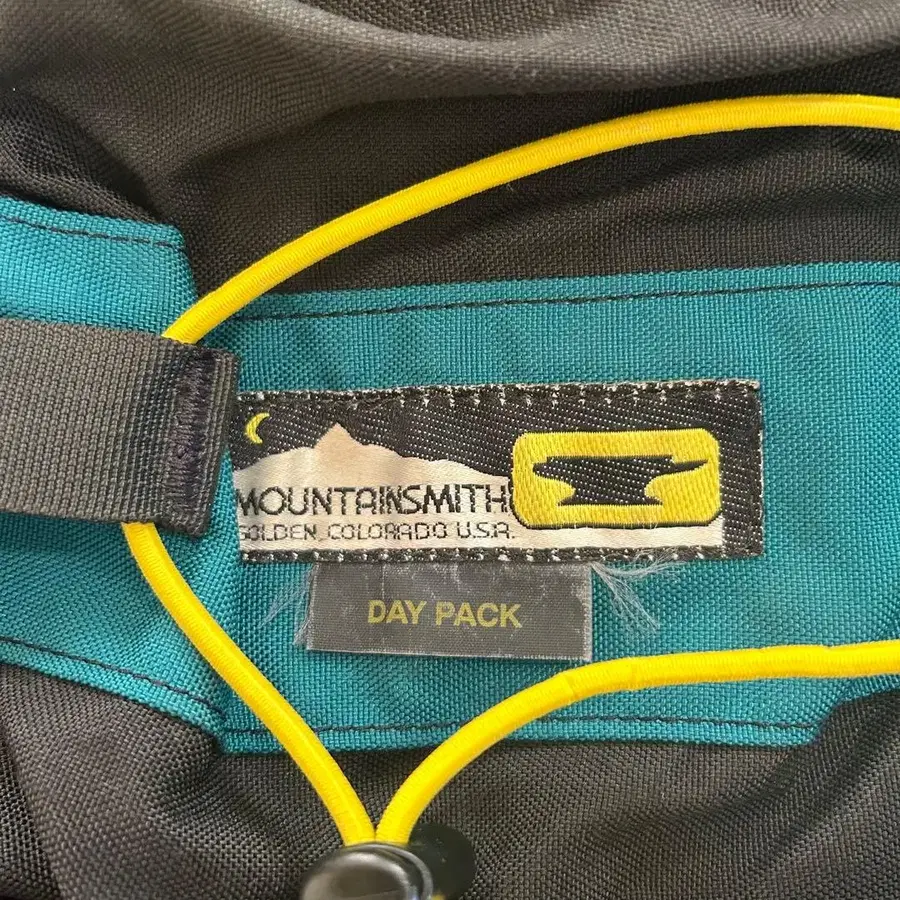 MOUNTAINSMITH
GOLDEN, COLORADO U.S.A.
DAY PACK